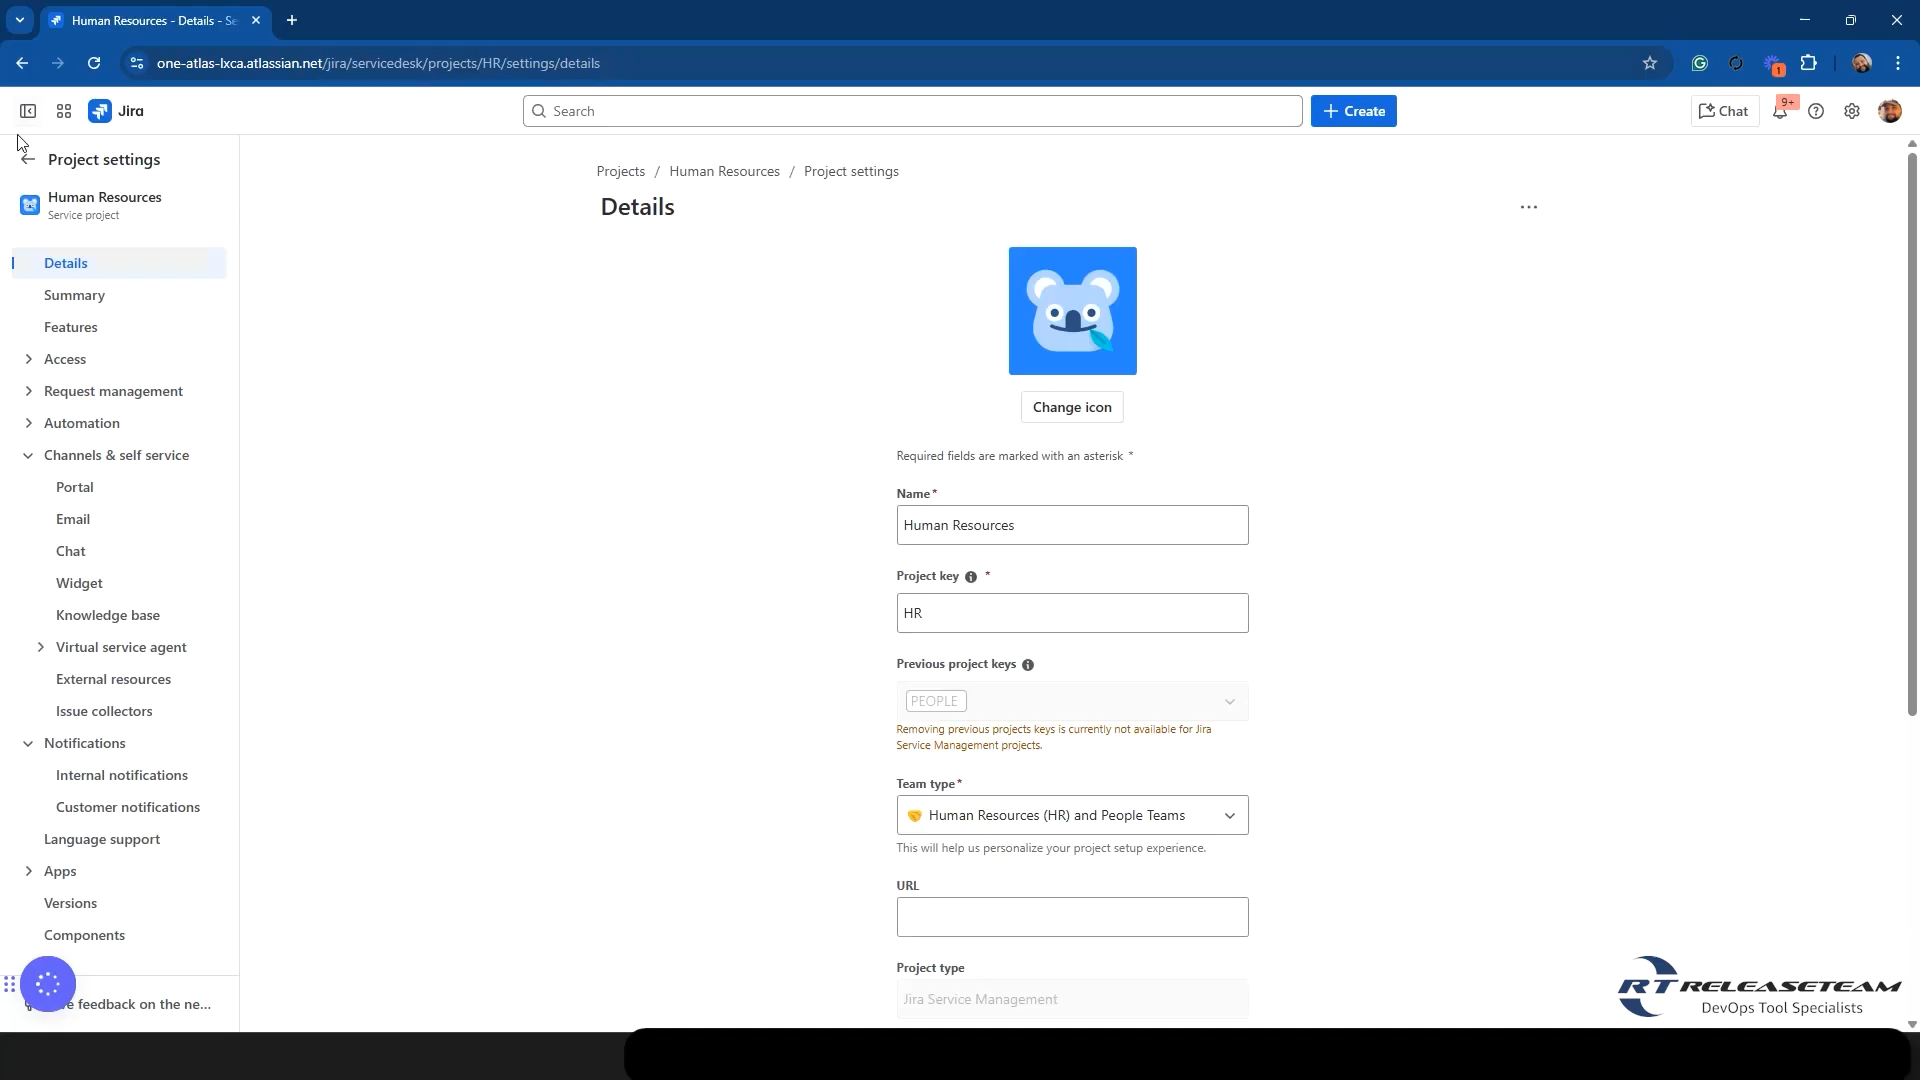 Human Resources - Details - Se
one-atlas-lxca.atlassian.net/jira/servicedesk/projects/HR/settings/details
1
Jira
Search
+ Create
Chat
9+
Project settings
Human Resources
Service project
Details
Summary
Features
Access
Request management
Automation
Channels & self service
Portal
Email
Chat
Widget
Knowledge base
Virtual service agent
External resources
Issue collectors
Notifications
Internal notifications
Customer notifications
Language support
Apps
Versions
Components
e feedback on the ne...
Projects / Human Resources / Project settings
Details
Change icon
Required fields are marked with an asterisk *
Name *
Human Resources
Project key *
HR
Previous project keys
PEOPLE
Removing previous projects keys is currently not available for Jira
Service Management projects.
Team type *
Human Resources (HR) and People Teams
This will help us personalize your project setup experience.
URL
Project type
Jira Service Management
RT RELEASETEAM
DevOps Tool Specialists